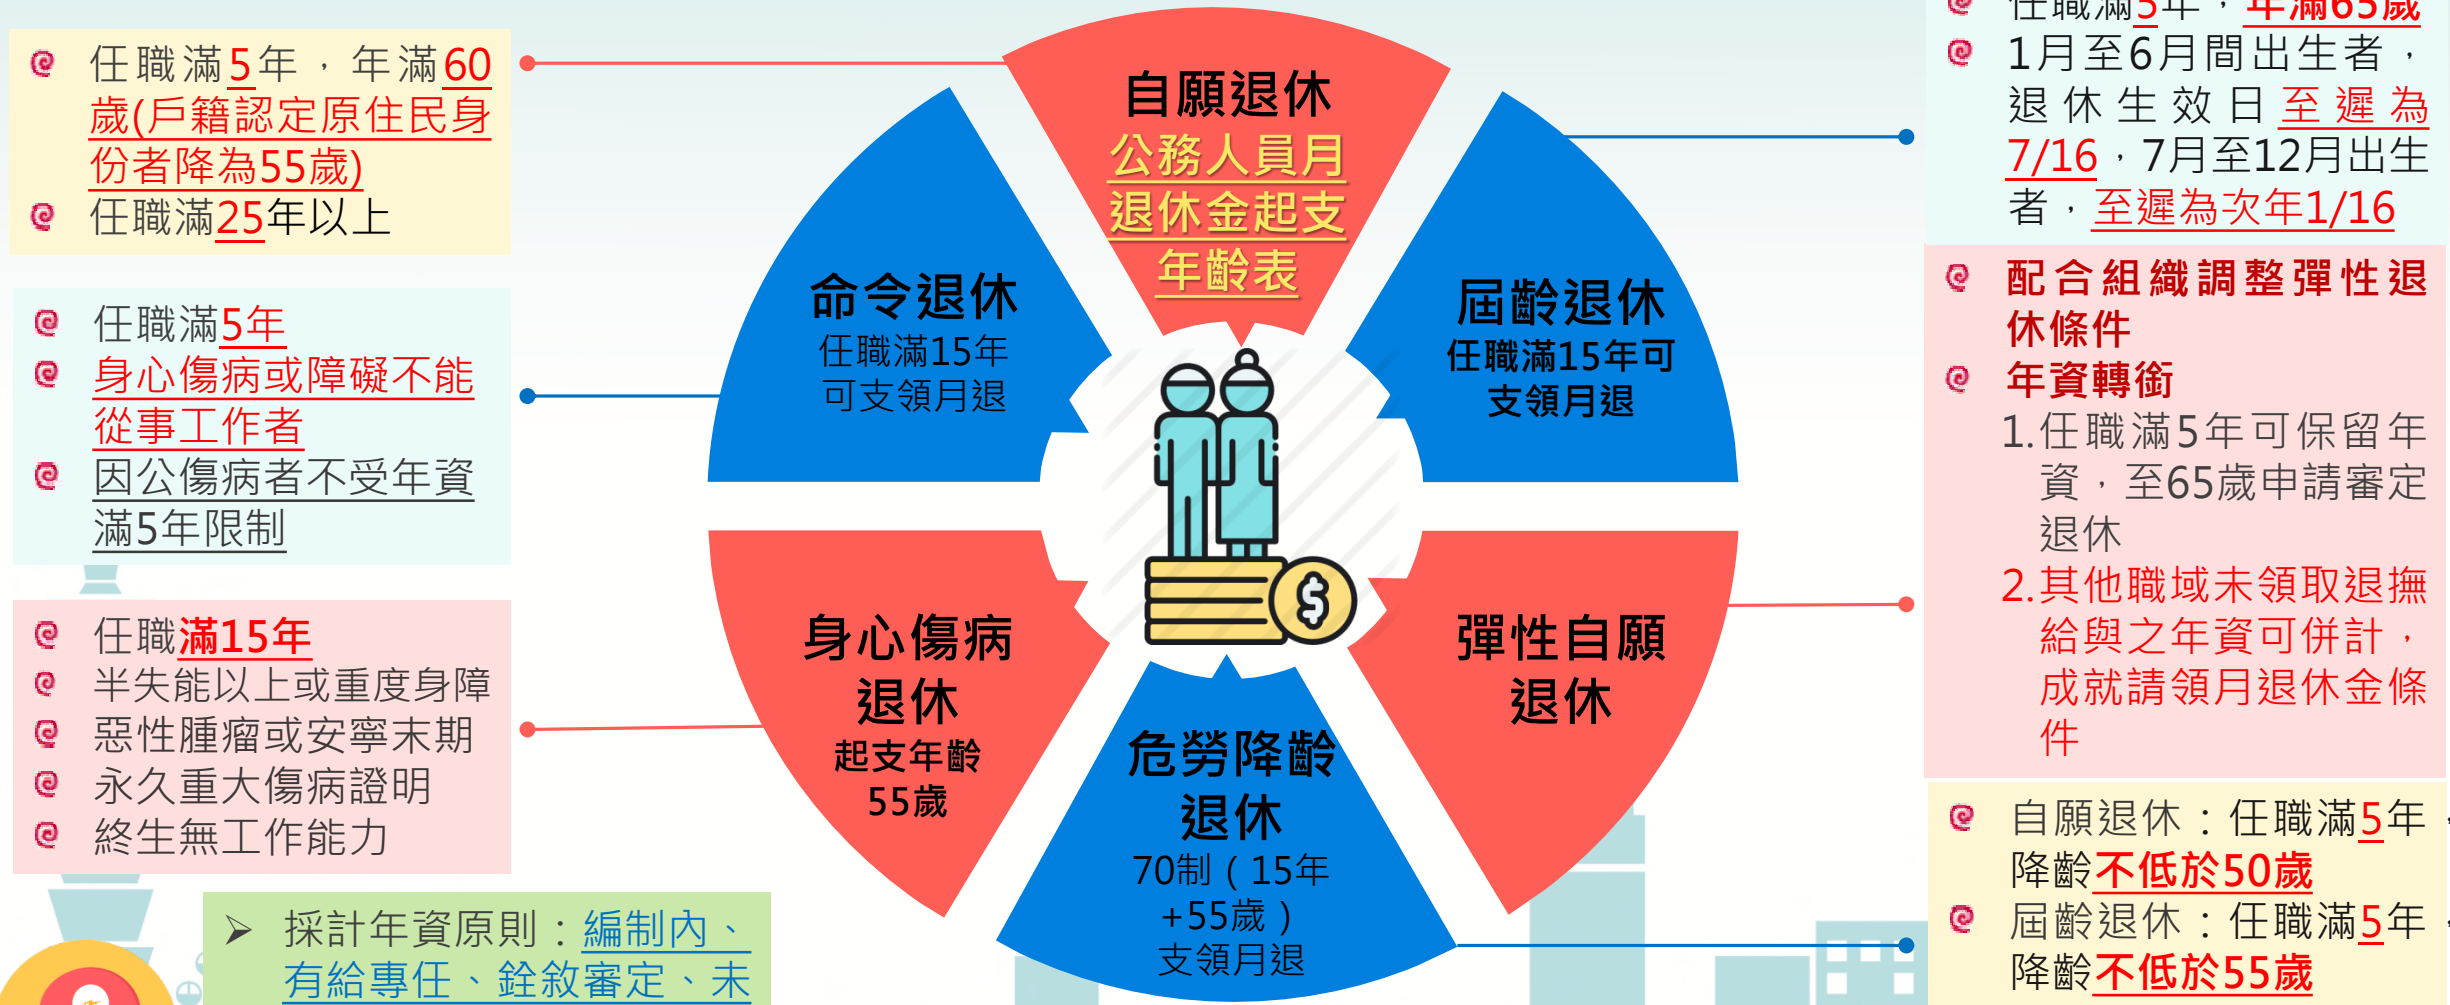 任職滿5年，年滿60
歲(戶籍認定原住民身
份者降為55歲)
任職滿25年以上
任職滿5年
身心傷病或障礙不能
從事工作者
因公傷病者不受年資
滿5年限制
任職滿15年
半失能以上或重度身障
惡性腫瘤或安寧末期
永久重大傷病證明
終生無工作能力
➢ 採計年資原則：編制內、
有給專任、銓敘審定、未
自願退休
公務人員月
退休金起支
年齡表
命令退休
任職滿15年
可支領月退
屆齡退休
任職滿15年可
支領月退
身心傷病
退休
起支年齡
55歲
彈性自願
退休
危勞降齡
退休
70制（15年
+55歲）
支領月退
任職滿5年，年滿65歲
1月至6月間出生者，
退休生效日至遲為
7/16，7月至12月出生
者，至遲為次年1/16
配合組織調整彈性退
休條件
年資轉銜
1.任職滿5年可保留年
資，至65歲申請審定
退休
2.其他職域未領取退撫
給與之年資可併計，
成就請領月退休金條
件
自願退休：任職滿5年，
降齡不低於50歲
屆齡退休：任職滿5年，
降齡不低於55歲